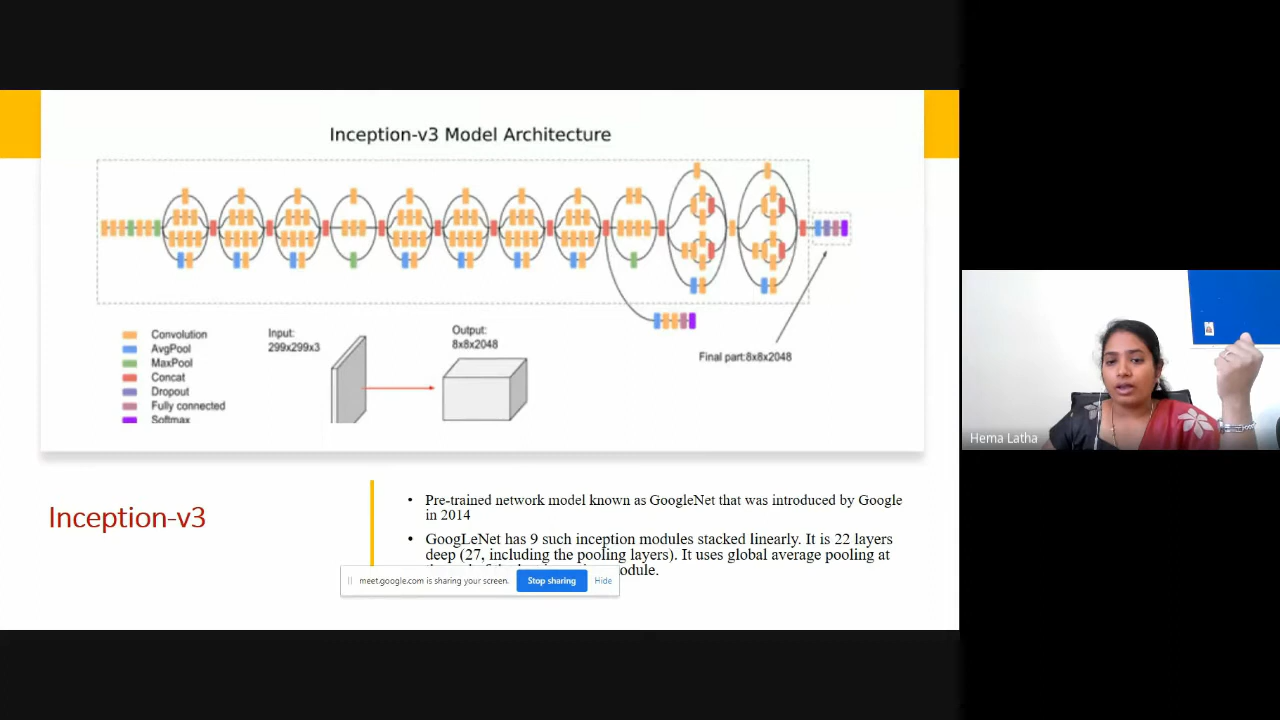 Inception-v3 Model Architecture
Convolution
AvgPool
MaxPool
Concat
Dropout
Fully connected
Softmax
Input:
299x299x3
Output:
8x8x2048
Final part:8x8x2048
Hema Latha
Inception-v3
• Pre-trained network model known as GoogleNet that was introduced by Google
in 2014
• GoogLeNet has 9 such inception modules stacked linearly. It is 22 layers
deep (27, including the pooling layers). It uses global average pooling at
meet.google.com is sharing your screen.
Stop sharing
Hide